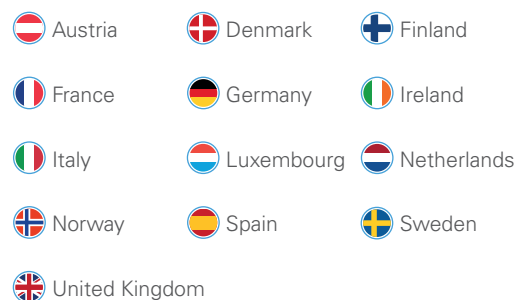 Austria Denmark Finland
France Germany Ireland
Italy Luxembourg Netherlands
Norway Spain Sweden
United Kingdom